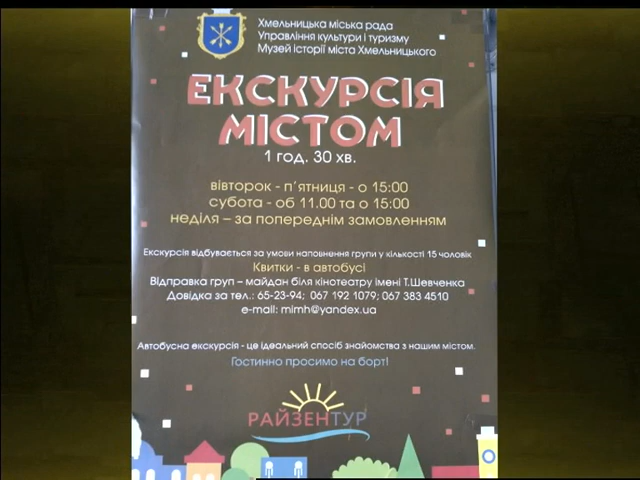 Хмельницька міська рада
Управління культури і туризму
Музей історії міста Хмельницького
ЕКСКУРСІЯ
МІСТОМ
1 год. 30 хв.
вівторок - п'ятниця - о 15:00
субота - об 11.00 та о 15:00
неділя – за попереднім замовленням
Екскурсія відбувається за умови наповнення групи у кількості 15 чоловік
Квитки - в автобусі
Відправка груп – майдан біля кінотеатру імені Т.Шевченка
Довідка за тел.: 65-23-94; 067 192 1079; 067 383 4510
e-mail: mimh@yandex.ua
Автобусна екскурсія - це ідеальний спосіб знайомства з нашим містом.
Гостинно просимо на борт!
РАЙЗЕНТУР